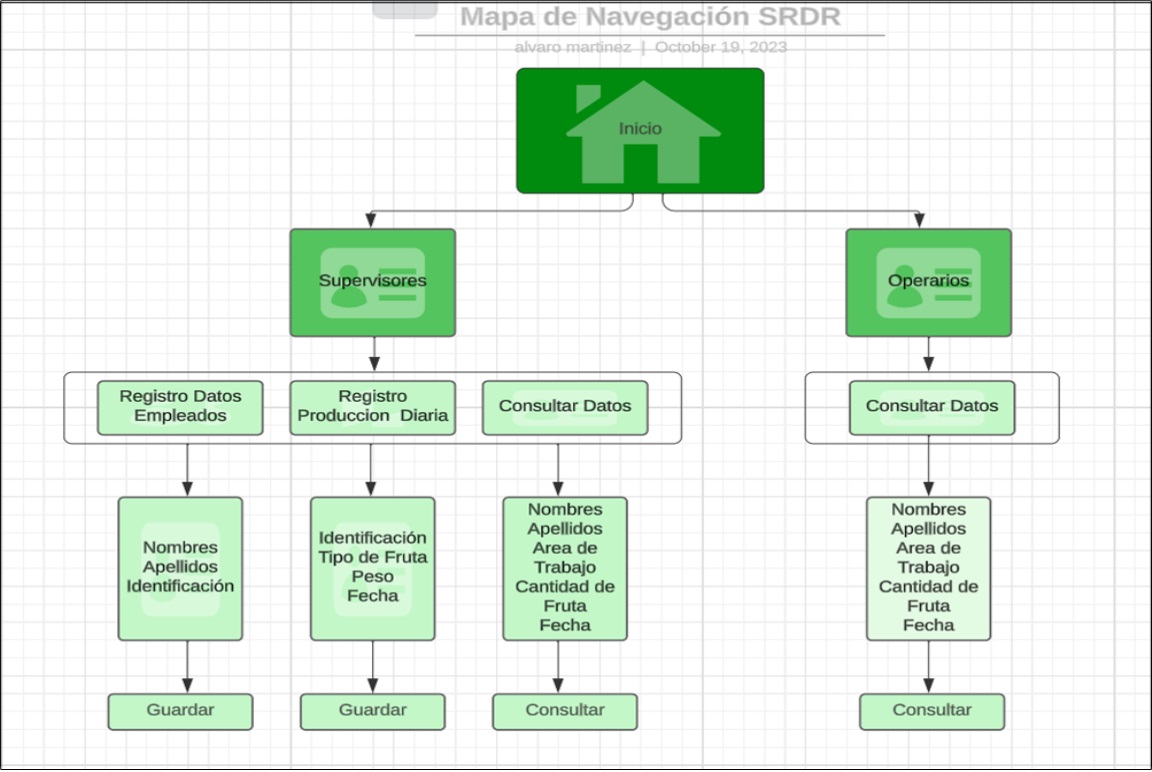 Mapa de Navegación SRDR
alvaro martinez | October 19, 2023
Inicio
Supervisores
Operarios
Registro Datos
Empleados
Registro
Produccion Diaria
Consultar Datos
Consultar Datos
Nombres
Apellidos
Identificación
Identificación
Tipo de Fruta
Peso
Fecha
Nombres
Apellidos
Area de
Trabajo
Cantidad de
Fruta
Fecha
Nombres
Apellidos
Area de
Trabajo
Cantidad de
Fruta
Fecha
Guardar
Guardar
Consultar
Consultar